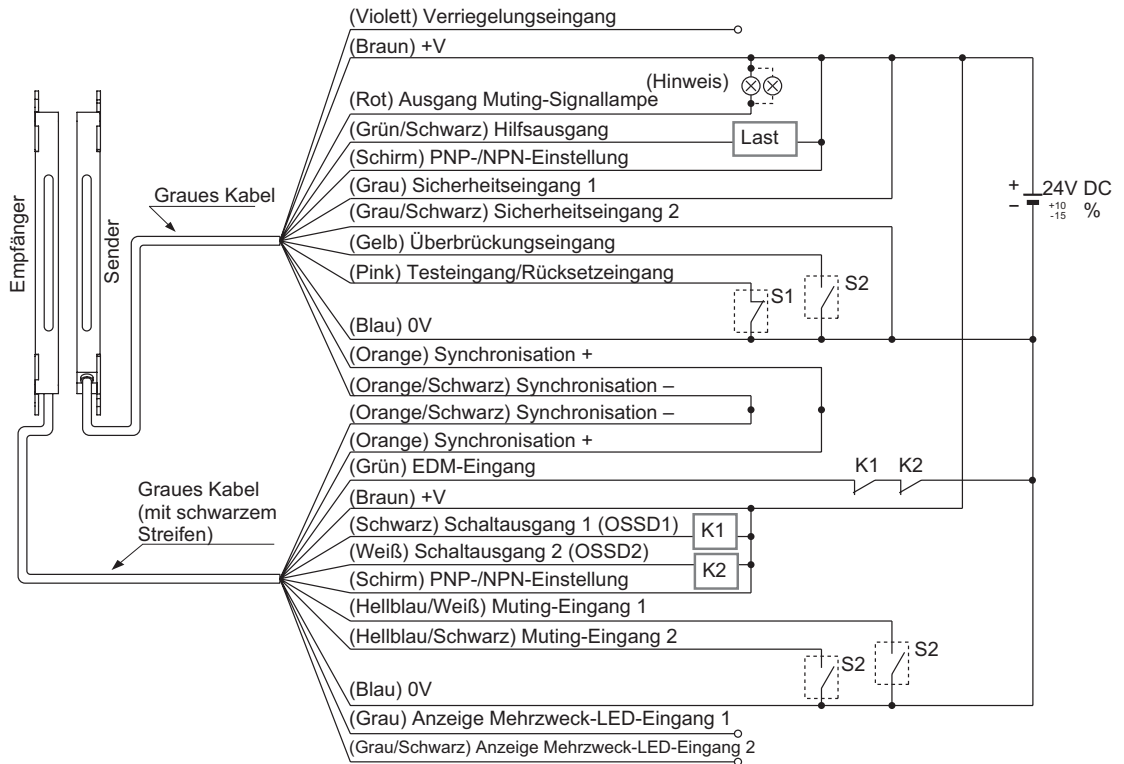 (Violett) Verriegelungseingang
(Braun) +V
(Hinweis)
(Rot) Ausgang Muting-Signallampe
(Grün/Schwarz) Hilfsausgang
Last
(Schirm) PNP-/NPN-Einstellung
(Grau) Sicherheitseingang 1
(Grau/Schwarz) Sicherheitseingang 2
(Gelb) Überbrückungseingang
(Pink) Testeingang/Rücksetzeingang
S1
S2
(Blau) 0V
(Orange) Synchronisation +
(Orange/Schwarz) Synchronisation –
(Orange/Schwarz) Synchronisation –
(Orange) Synchronisation +
(Grün) EDM-Eingang
K1
K2
(Braun) +V
(Schwarz) Schaltausgang 1 (OSSD1)
K1
(Weiß) Schaltausgang 2 (OSSD2)
K2
(Schirm) PNP-/NPN-Einstellung
(Hellblau/Weiß) Muting-Eingang 1
(Hellblau/Schwarz) Muting-Eingang 2
S2
S2
(Blau) 0V
(Grau) Anzeige Mehrzweck-LED-Eingang 1
(Grau/Schwarz) Anzeige Mehrzweck-LED-Eingang 2
Empfänger
Sender
Graues Kabel
Graues Kabel
(mit schwarzem
Streifen)
+
–
24V DC
+10
-15 %